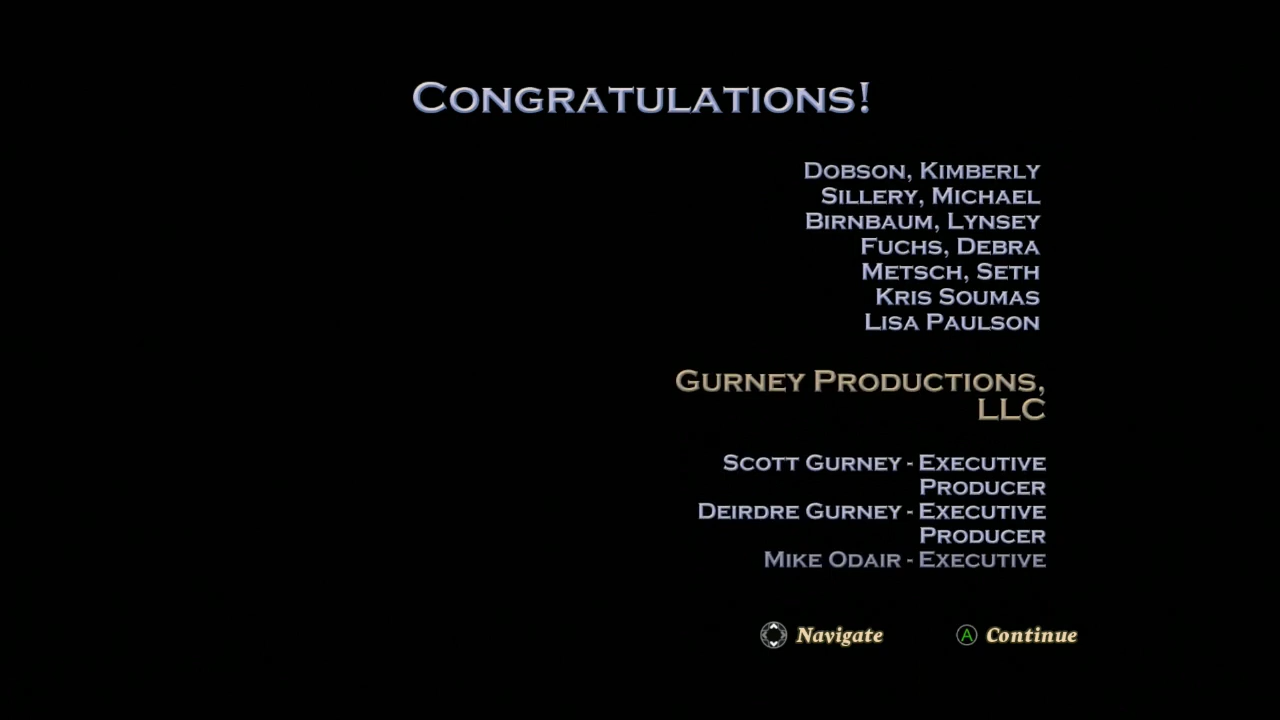 CONGRATULATIONS!
DOBSON, KIMBERLY
SILLERY, MICHAEL
BIRNBAUM, LYNSEY
FUCHS, DEBRA
METSCH, SETH
KRIS SOUMAS
LISA PAULSON
GURNEY PRODUCTIONS,
LLC
SCOTT GURNEY - EXECUTIVE
PRODUCER
DEIRDRE GURNEY - EXECUTIVE
PRODUCER
MIKE ODAIR - EXECUTIVE
Navigate
A Continue